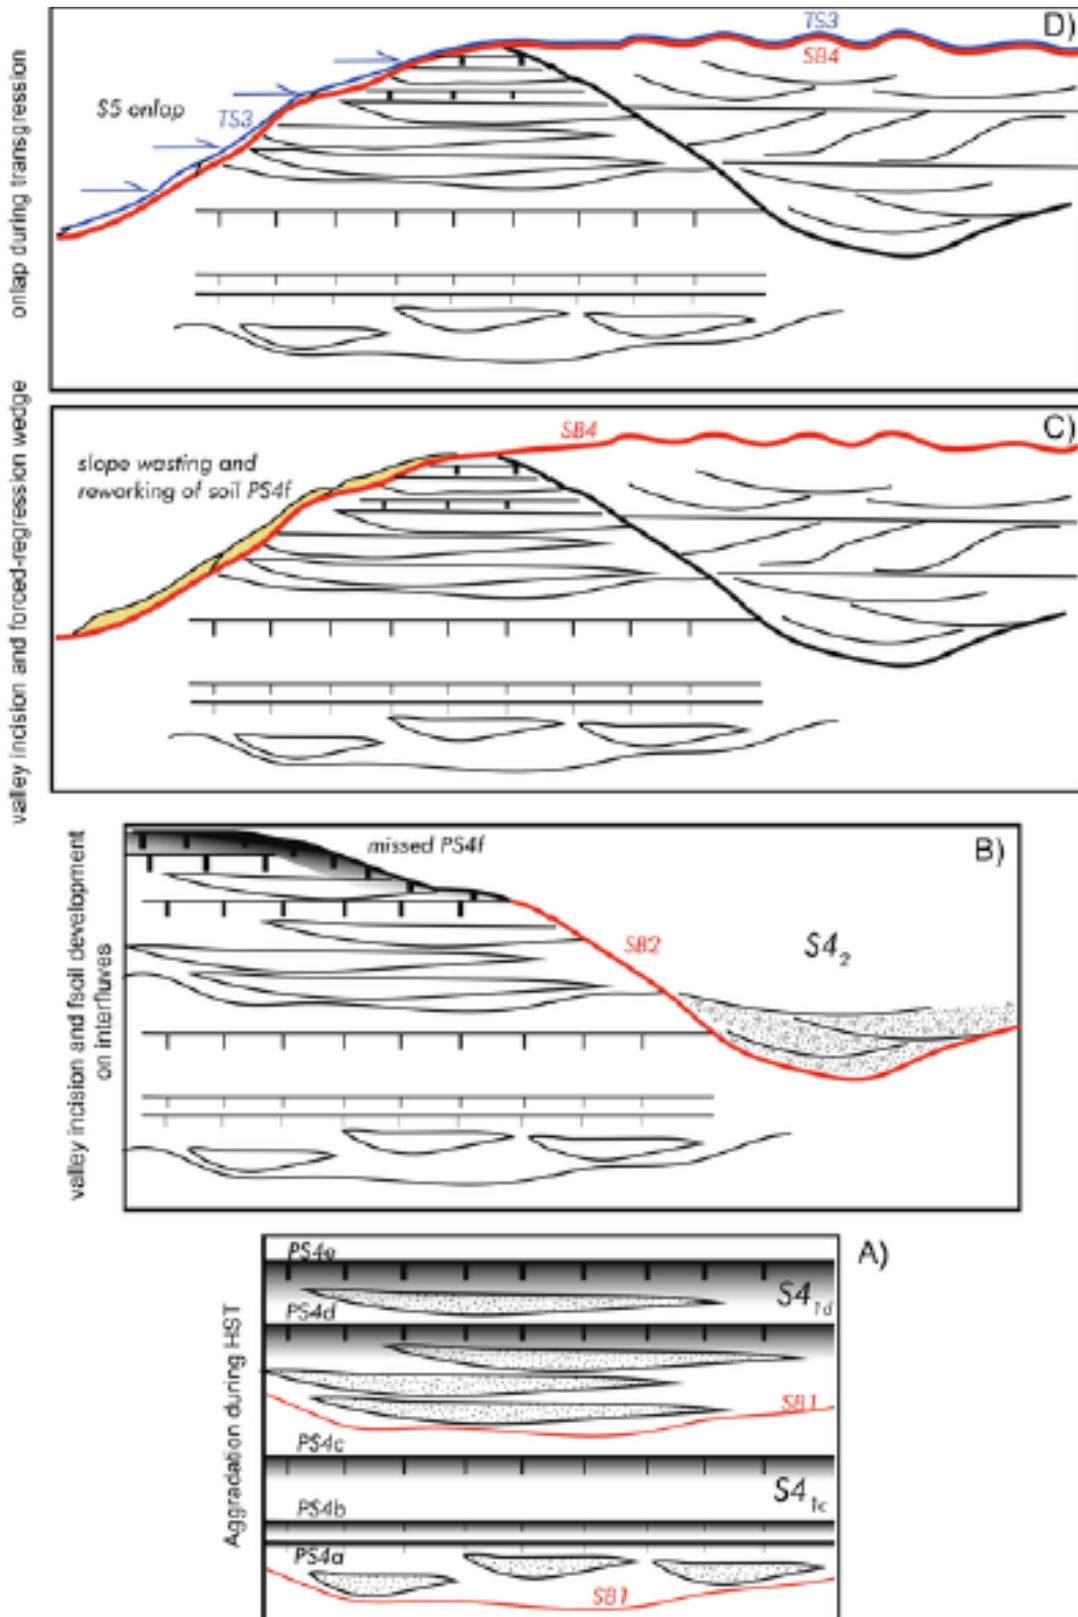 onlap during transgression
D)
TS3
SB4
S5 onlap
TS3
valley incision and forced-regression wedge
C)
SB4
slope wasting and
reworking of soil PS4f
valley incision and fsoil development
on interfluves
B)
missed PS4f
SB2
S4₂
Aggradation during HST
A)
PS4e
S4₁d
PS4d
SB1
PS4c
S4₁c
PS4b
PS4a
SB1